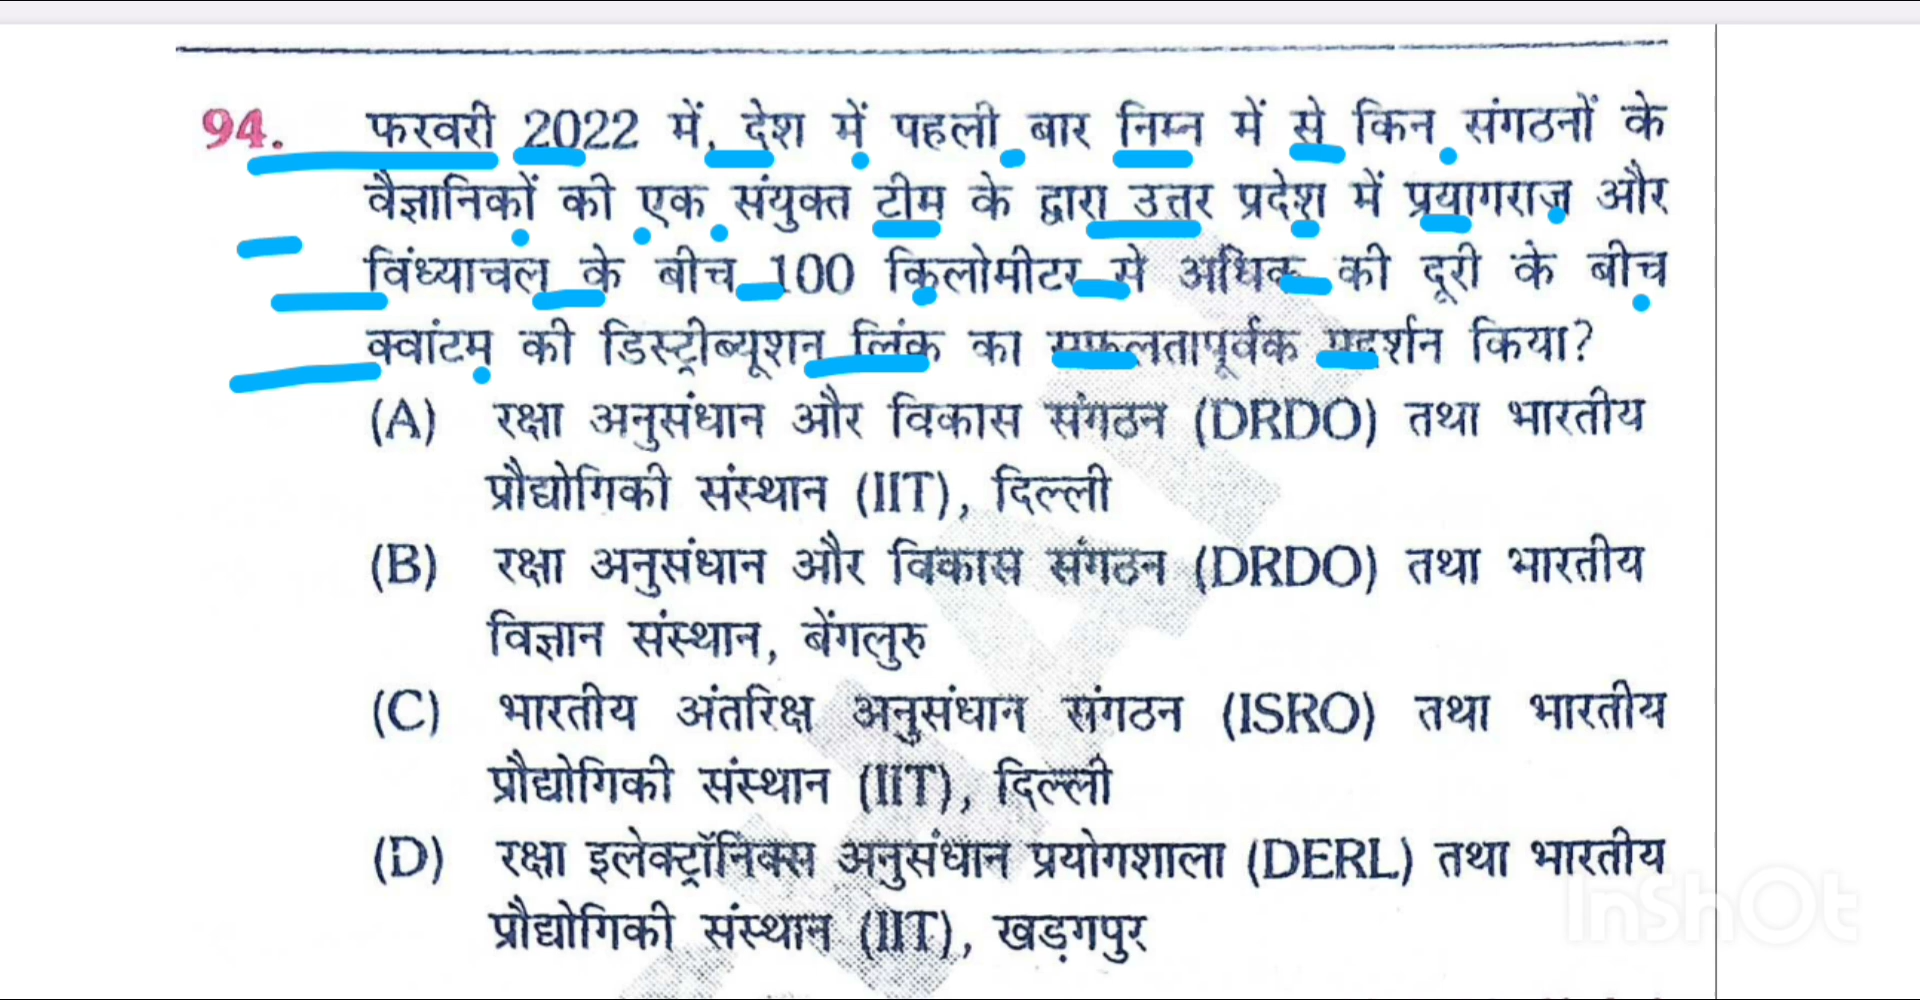 94. फरवरी 2022 में, देश में पहली बार निम्न में से किन संगठनों के
वैज्ञानिकों की एक संयुक्त टीम के द्वारा उत्तर प्रदेश में प्रयागराज और
विंध्याचल के बीच 100 किलोमीटर से अधिक की दूरी के बीच
क्वांटम की डिस्ट्रीब्यूशन लिंक का सफलतापूर्वक प्रदर्शन किया?
(A) रक्षा अनुसंधान और विकास संगठन (DRDO) तथा भारतीय
प्रौद्योगिकी संस्थान (IIT), दिल्ली
(B) रक्षा अनुसंधान और विकास संगठन (DRDO) तथा भारतीय
विज्ञान संस्थान, बेंगलुरु
(C) भारतीय अंतरिक्ष अनुसंधान संगठन (ISRO) तथा भारतीय
प्रौद्योगिकी संस्थान (IIT), दिल्ली
(D) रक्षा इलेक्ट्रॉनिक्स अनुसंधान प्रयोगशाला (DERL) तथा भारतीय
प्रौद्योगिकी संस्थान (IIT), खड़गपुर
InShOt